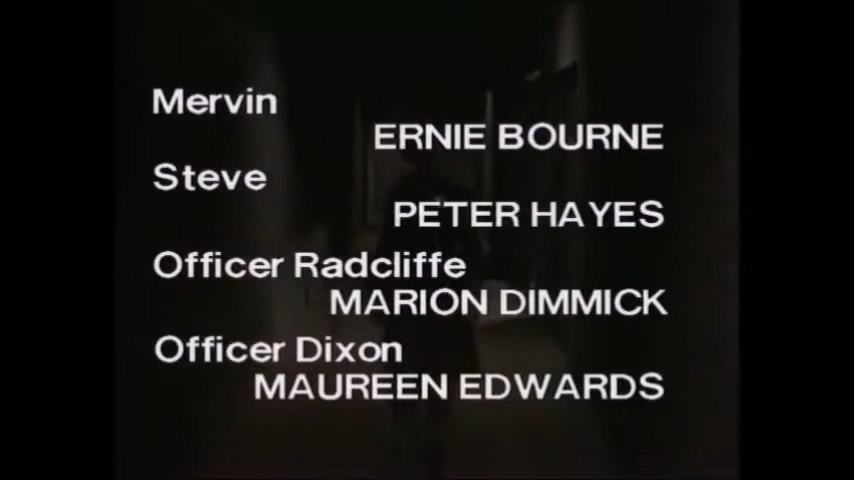 Mervin
ERNIE BOURNE
Steve
PETER HAYES
Officer Radcliffe
MARION DIMMICK
Officer Dixon
MAUREEN EDWARDS